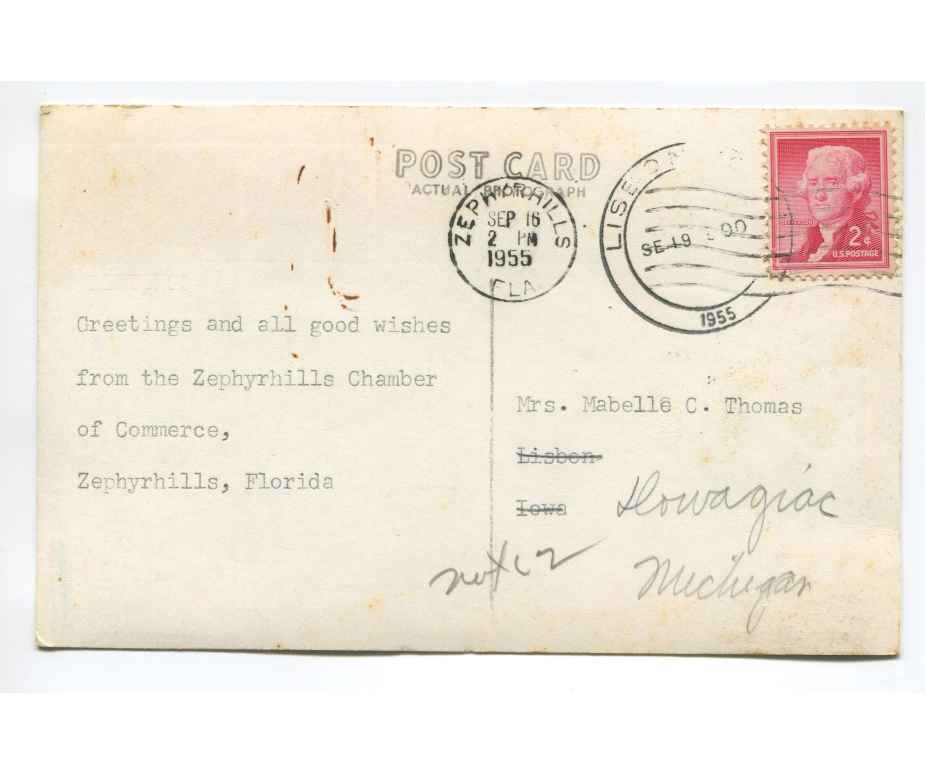 POST CARD
ACTUAL PHOTOGRAPH
ZEPHYRHILLS
SEP 16
2 PM
1955
FLA.
SE 19
1955
2¢
U.S. POSTAGE
Greetings and all good wishes
from the Zephyrhills Chamber
of Commerce,
Zephyrhills, Florida
Mrs. Mabelle C. Thomas
Lisbon
Iowa
Dowagiac
Michigan